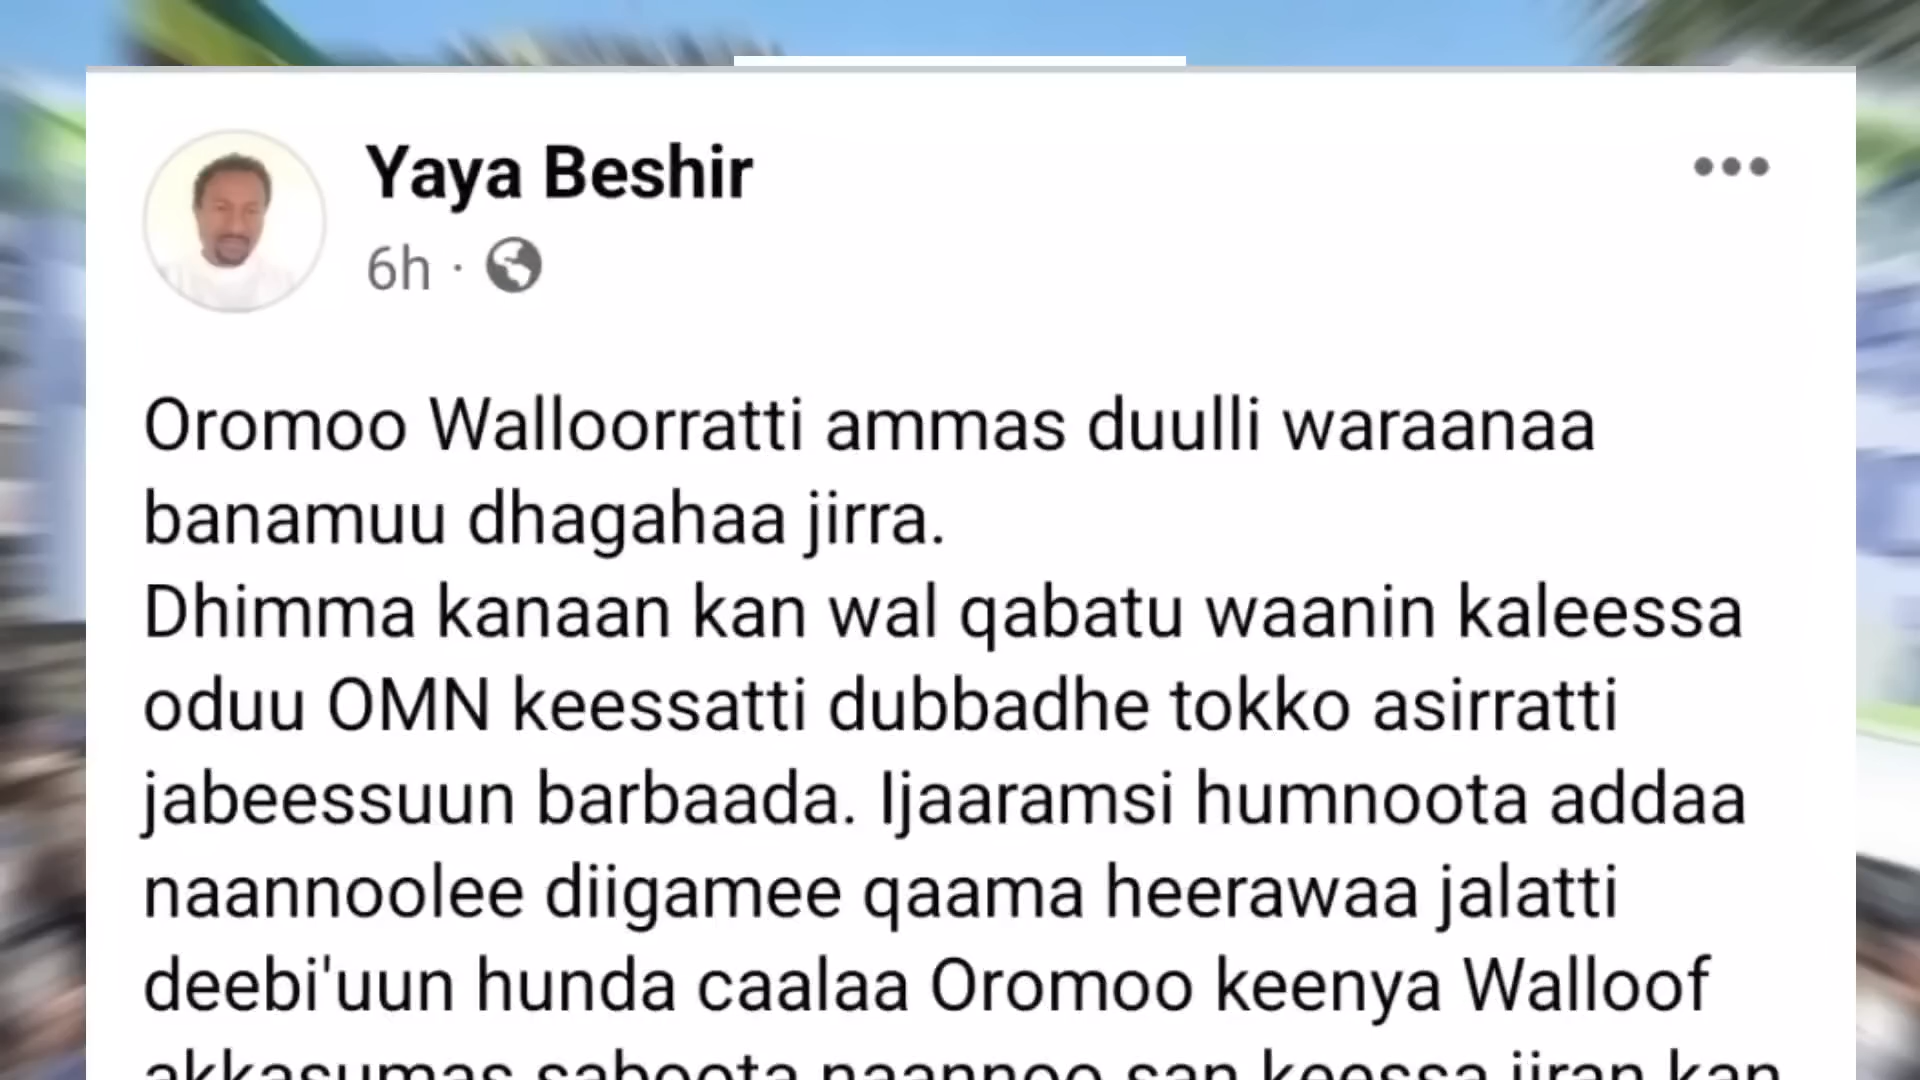 Yaya Beshir
6h ·
Oromoo Walloorratti ammas duulli waraanaa
banamuu dhagahaa jirra.
Dhimma kanaan kan wal qabatu waanin kaleessa
oduu OMN keessatti dubbadhe tokko asirratti
jabeessuun barbaada. Ijaaramsi humnoota addaa
naannoolee diigamee qaama heerawaa jalatti
deebi'uun hunda caalaa Oromoo keenya Walloof
akkasumas saboota naannoo san keessa jiran kan